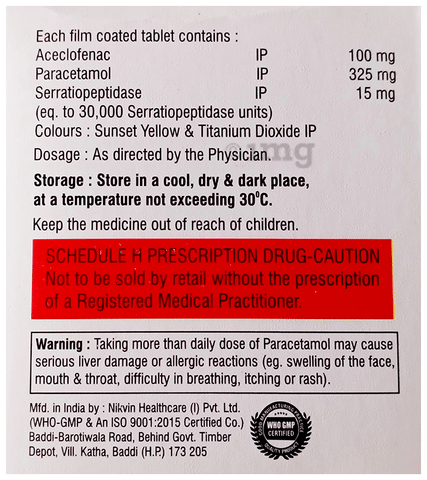 Each film coated tablet contains :
Aceclofenac IP 100 mg
Paracetamol IP 325 mg
Serratiopeptidase IP 15 mg
(eq. to 30,000 Serratiopeptidase units)
Colours : Sunset Yellow & Titanium Dioxide IP
Dosage : As directed by the Physician.
1mg
Storage : Store in a cool, dry & dark place,
at a temperature not exceeding 30°C.
Keep the medicine out of reach of children.
SCHEDULE H PRESCRIPTION DRUG-CAUTION
Not to be sold by retail without the prescription
of a Registered Medical Practitioner.
Warning : Taking more than daily dose of Paracetamol may cause
serious liver damage or allergic reactions (eg. swelling of the face,
mouth & throat, difficulty in breathing, itching or rash).
Mfd. in India by : Nikvin Healthcare (I) Pvt. Ltd.
(WHO-GMP & An ISO 9001:2015 Certified Co.)
Baddi-Barotiwala Road, Behind Govt. Timber
Depot, Vill. Katha, Baddi (H.P.) 173 205
GOOD MANUFACTURING PRACTICE
WHO GMP
CERTIFIED
QUALITY PRODUCT